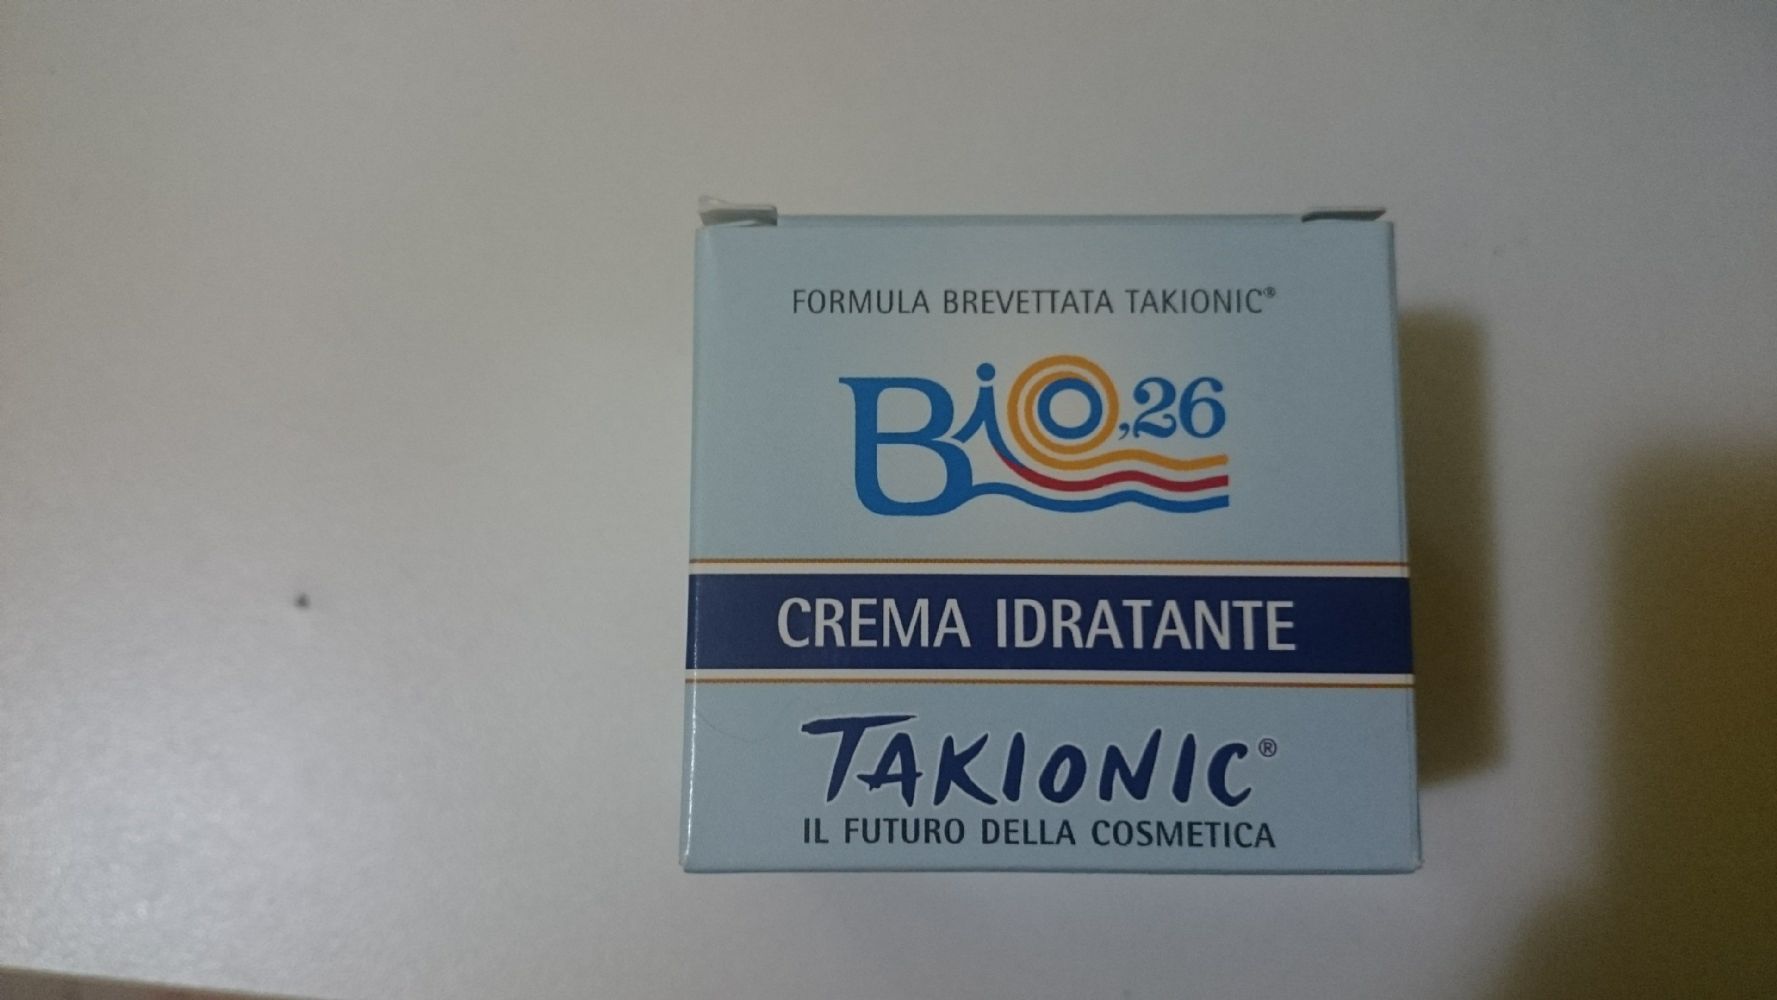 FORMULA BREVETTATA TAKIONIC®
BiO,26
CREMA IDRATANTE
TAKIONIC®
IL FUTURO DELLA COSMETICA